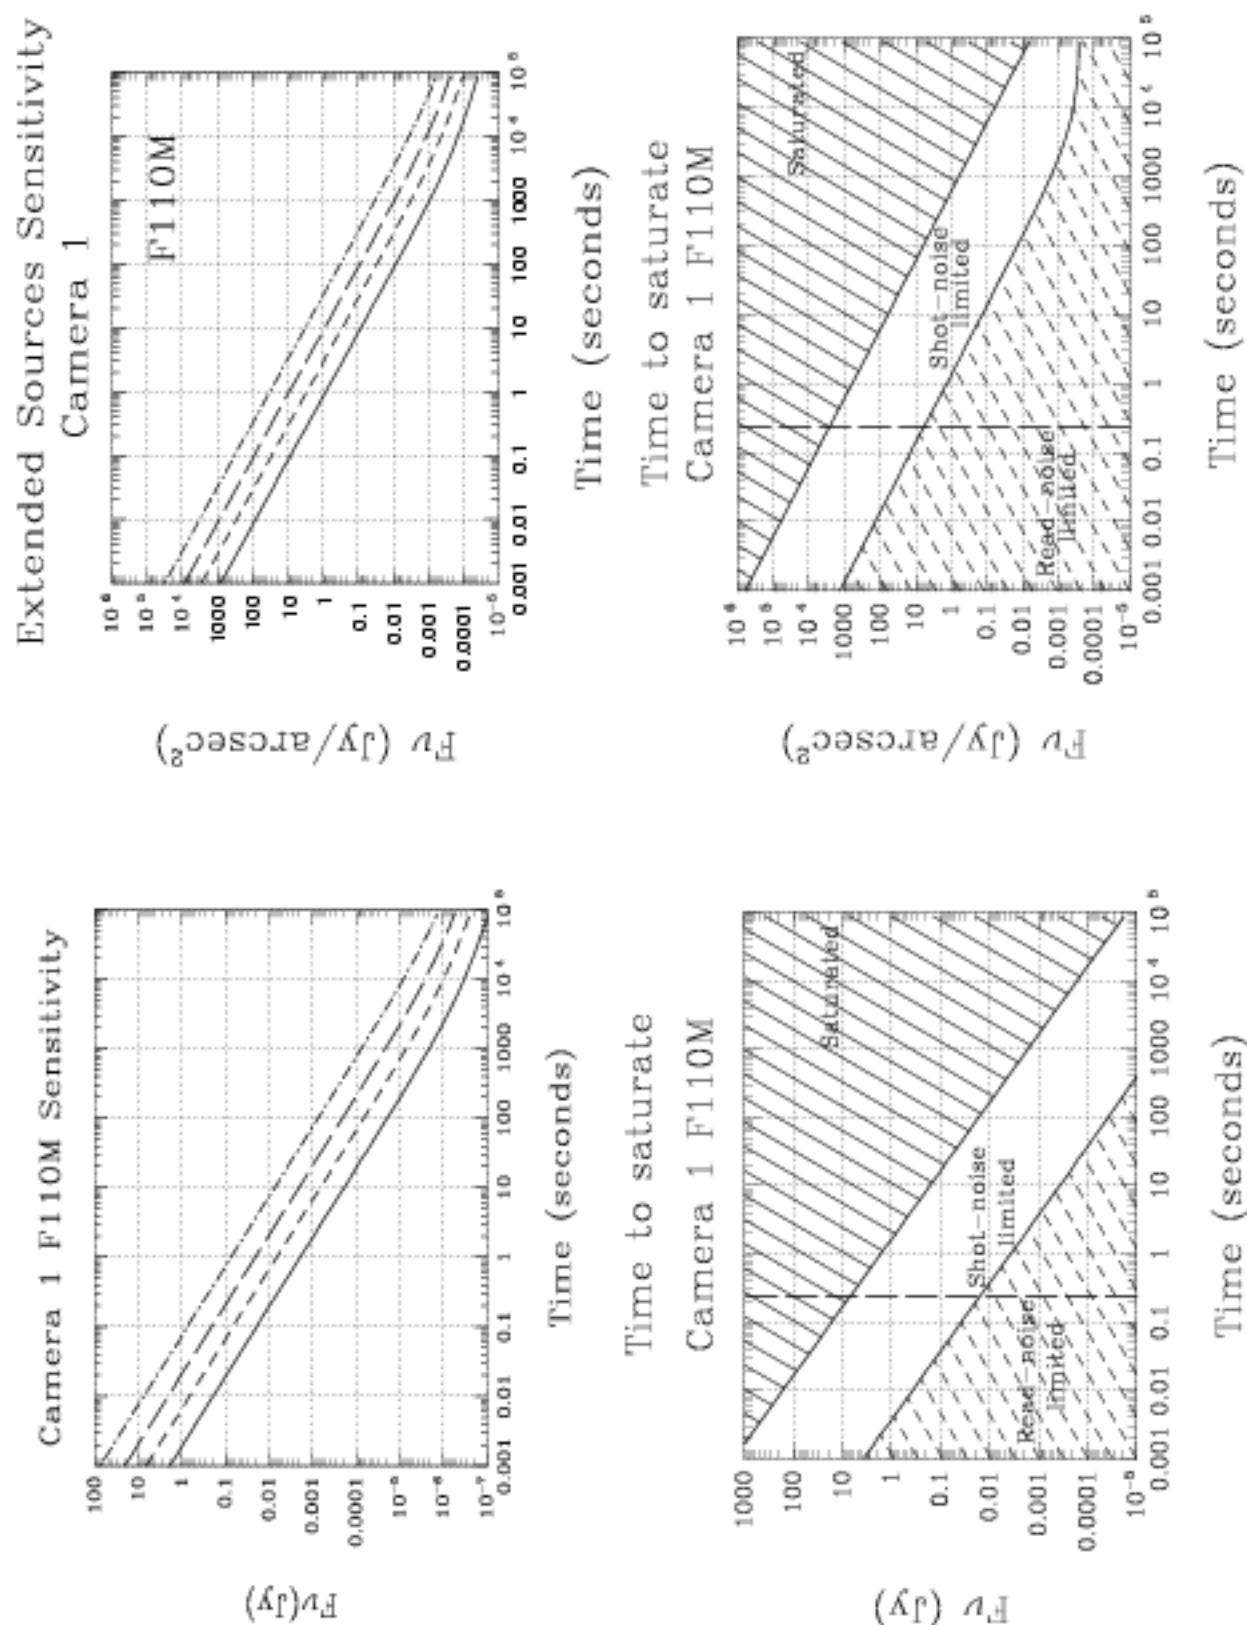 Camera 1 F110M Sensitivity
100
10
1
0.1
0.01
0.001
0.0001
10⁻⁵
10⁻⁶
10⁻⁷
Fν(Jy)
0.001 0.01 0.1 1 10 100 1000 10⁴ 10⁵
Time (seconds)
Extended Sources Sensitivity
Camera 1
F110M
10⁶
10⁵
10⁴
1000
100
10
1
0.1
0.01
0.001
0.0001
10⁻⁵
Fν (Jy/arcsec²)
0.001 0.01 0.1 1 10 100 1000 10⁴ 10⁵
Time (seconds)
Time to saturate
Camera 1 F110M
1000
100
10
1
0.1
0.01
0.001
0.0001
10⁻⁵
Fν (Jy)
Saturated
Shot-noise
limited
Read-noise
limited
0.001 0.01 0.1 1 10 100 1000 10⁴ 10⁵
Time (seconds)
Time to saturate
Camera 1 F110M
10⁶
10⁵
10⁴
1000
100
10
1
0.1
0.01
0.001
0.0001
10⁻⁵
Fν (Jy/arcsec²)
Saturated
Shot-noise
limited
Read-noise
limited
0.001 0.01 0.1 1 10 100 1000 10⁴ 10⁵
Time (seconds)